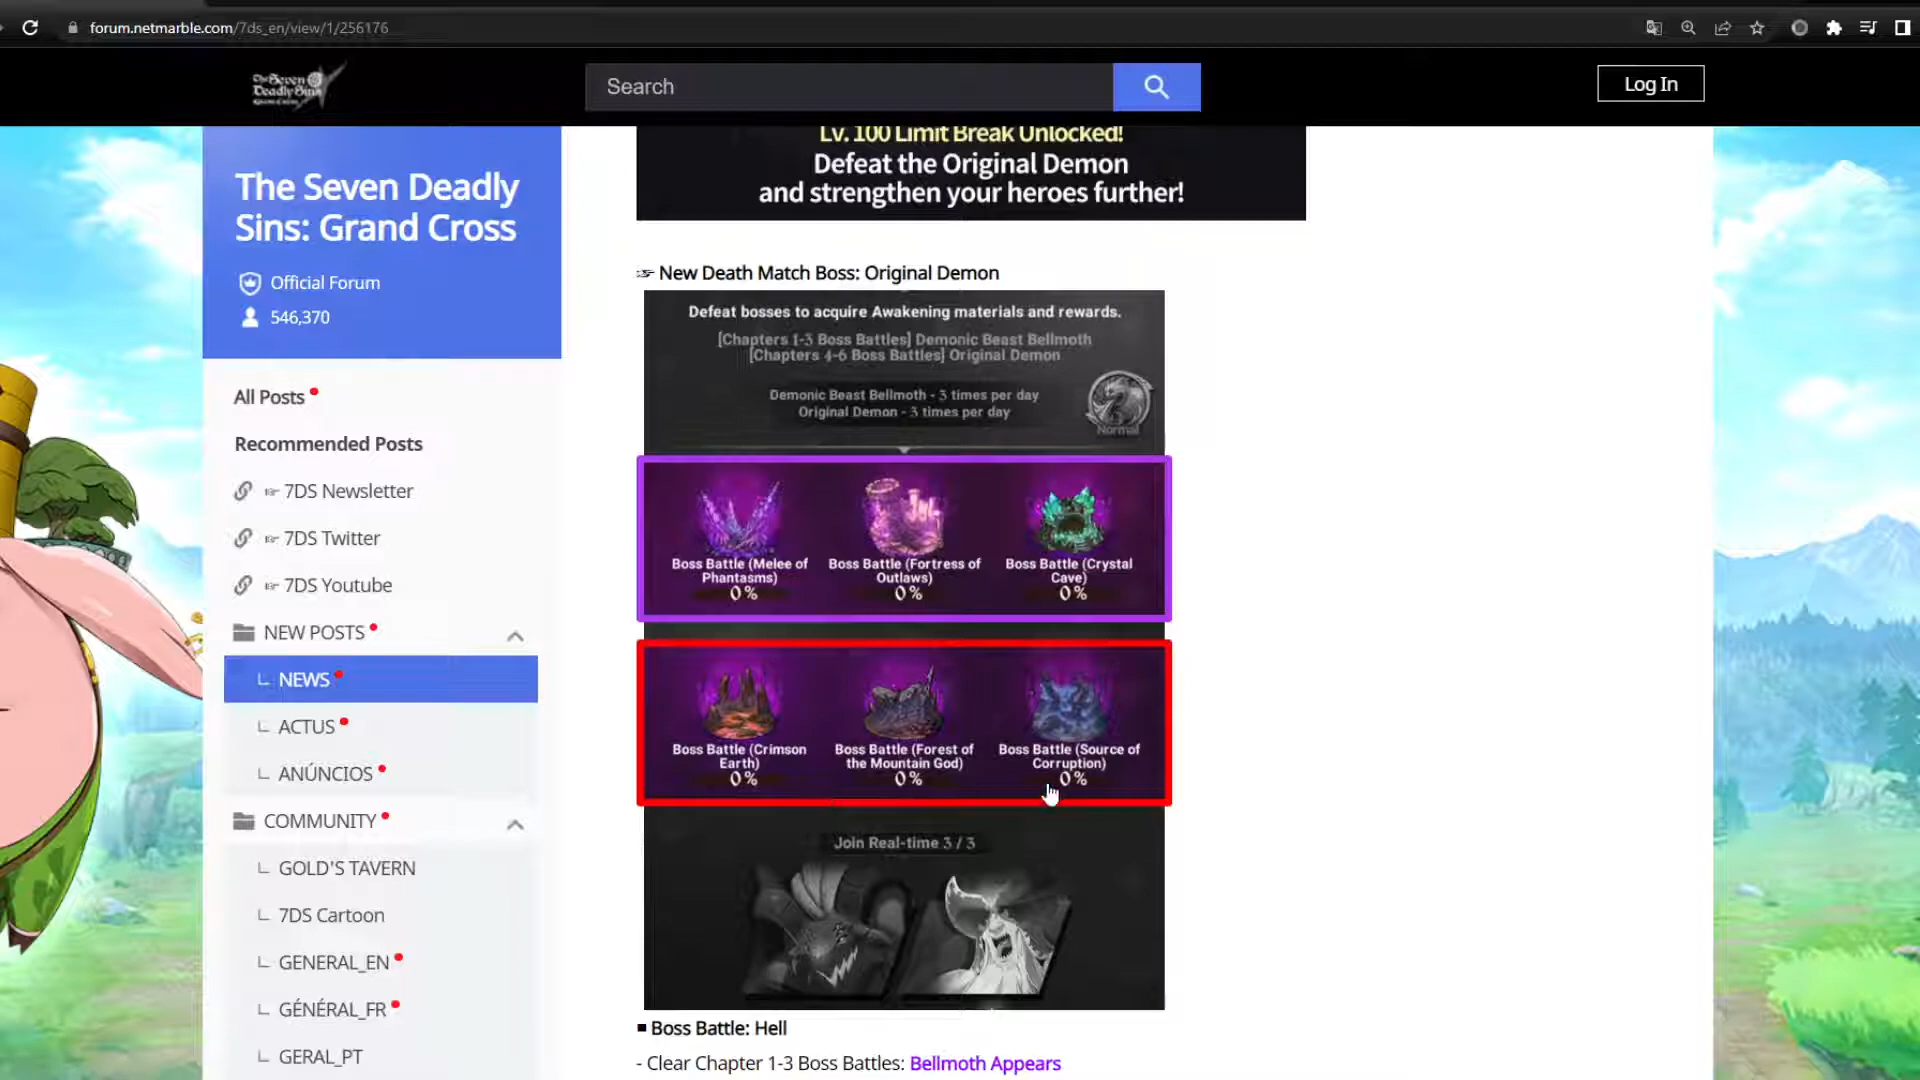 forum.netmarble.com/7ds_en/view/1/256176
The Seven
Deadly Sins
GRAND CROSS
Search
Log In
The Seven Deadly
Sins: Grand Cross
Official Forum
546,370
All Posts
Recommended Posts
☞ 7DS Newsletter
☞ 7DS Twitter
☞ 7DS Youtube
NEW POSTS
NEWS
ACTUS
ANÚNCIOS
COMMUNITY
GOLD'S TAVERN
7DS Cartoon
GENERAL_EN
GÉNÉRAL_FR
GERAL_PT
Lv. 100 Limit Break Unlocked!
Defeat the Original Demon
and strengthen your heroes further!
☞ New Death Match Boss: Original Demon
Defeat bosses to acquire Awakening materials and rewards.
[Chapters 1-3 Boss Battles] Demonic Beast Bellmoth
[Chapters 4-6 Boss Battles] Original Demon
Demonic Beast Bellmoth - 3 times per day
Original Demon - 3 times per day
Normal
Boss Battle (Melee of
Phantasms)
0 %
Boss Battle (Fortress of
Outlaws)
0 %
Boss Battle (Crystal
Cave)
0 %
Boss Battle (Crimson
Earth)
0 %
Boss Battle (Forest of
the Mountain God)
0 %
Boss Battle (Source of
Corruption)
0 %
Join Real-time 3 / 3
■ Boss Battle: Hell
- Clear Chapter 1-3 Boss Battles: Bellmoth Appears